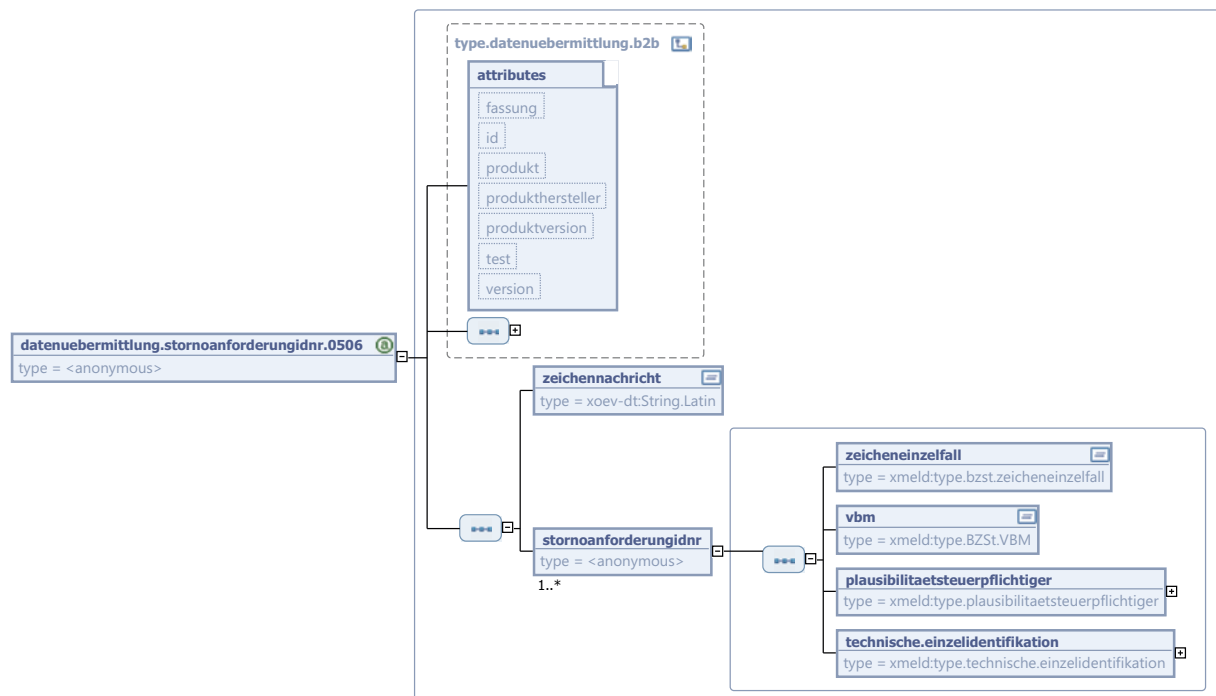 type.datenuebermittlung.b2b
attributes
fassung
id
produkt
produkthersteller
produktversion
test
version
datenuebermittlung.stornoanforderungidnr.0506
type = <anonymous>
zeichennachricht
type = xoev-dt:String.Latin
stornoanforderungidnr
type = <anonymous>
1..*
zeicheneinzelfall
type = xmeld:type.bzst.zeicheneinzelfall
vbm
type = xmeld:type.BZSt.VBM
plausibilitaetsteuerpflichtiger
type = xmeld:type.plausibilitaetsteuerpflichtiger
technische.einzelidentifikation
type = xmeld:type.technische.einzelidentifikation